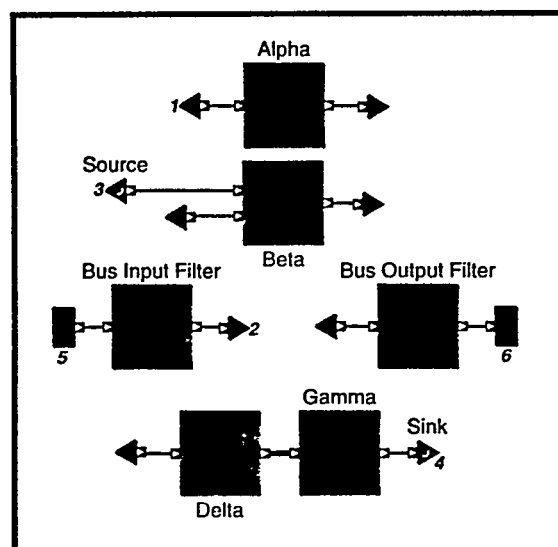 Alpha
1
Source
3
Beta
Bus Input Filter
Bus Output Filter
5
2
6
Gamma
Sink
4
Delta